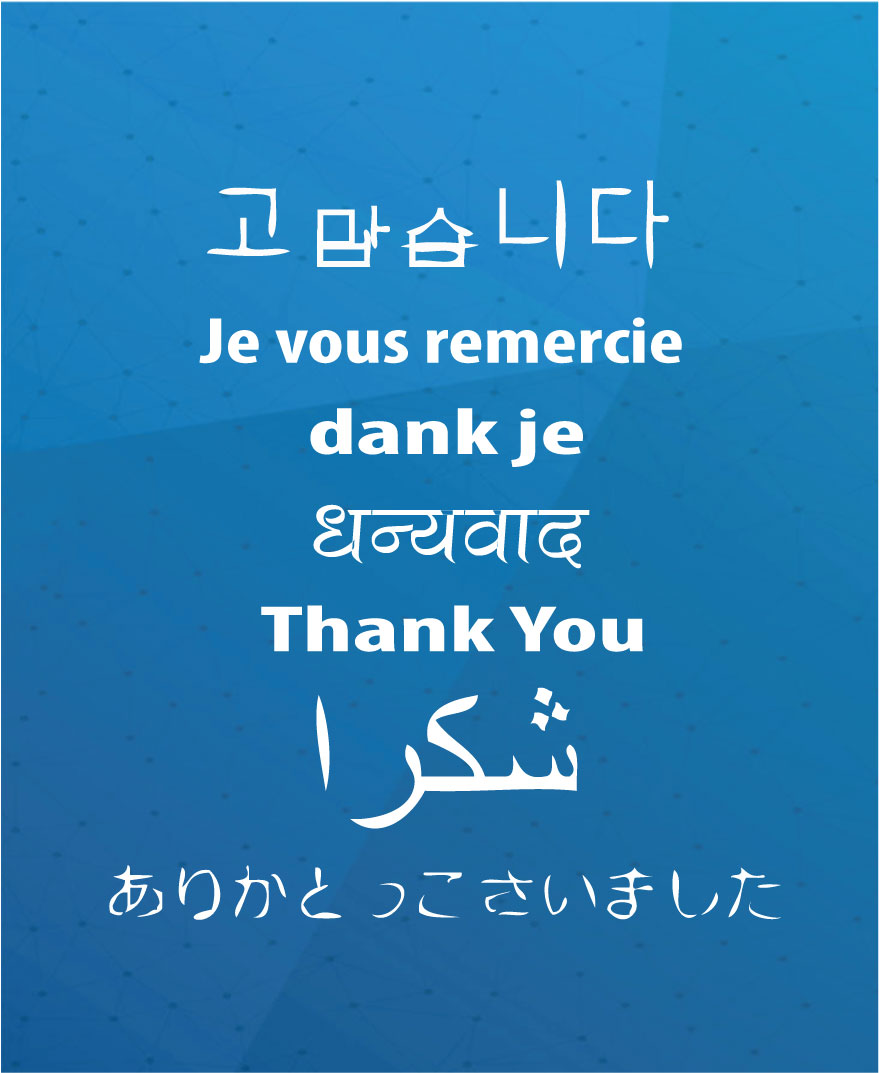 고맙습니다
Je vous remercie
dank je
धन्यवाद
Thank You
شكرا
ありかと っこ さいました